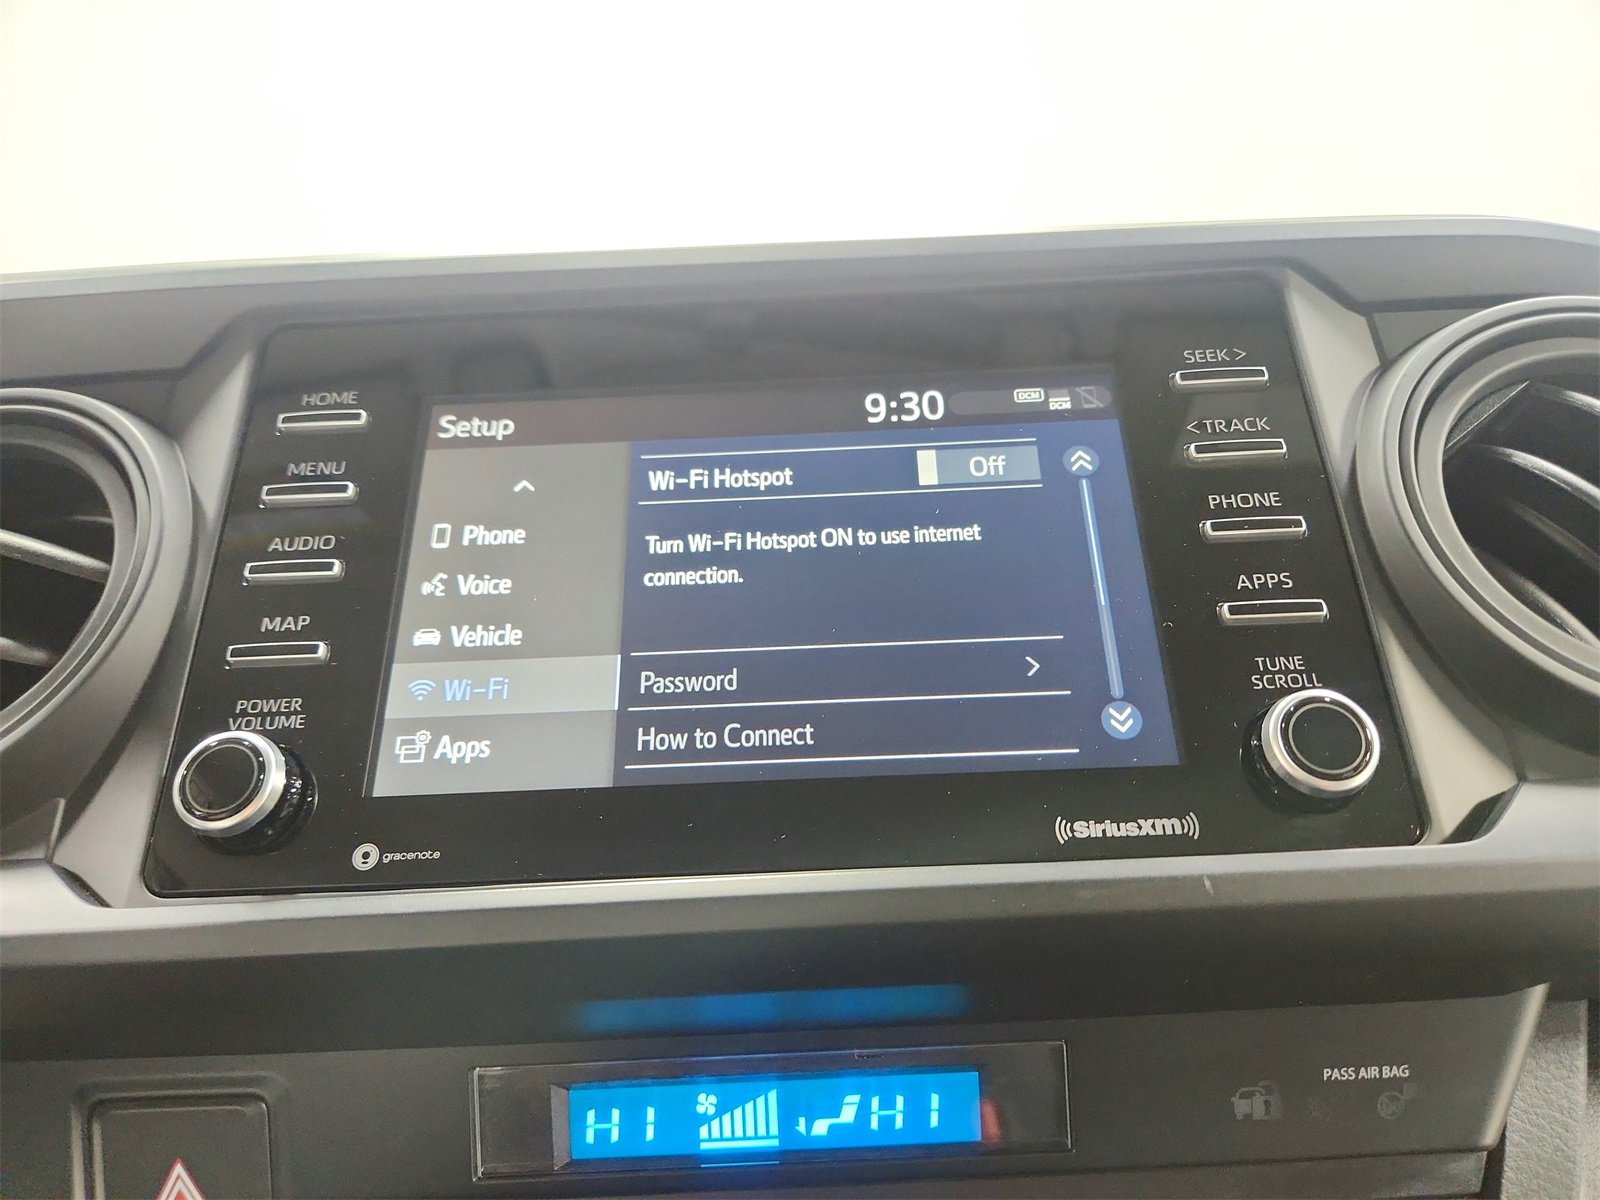 HOME
MENU
AUDIO
MAP
POWER
VOLUME
Setup
9:30
DCM
DCM
Phone
Voice
Vehicle
Wi-Fi
Apps
Wi-Fi Hotspot
Off
Turn Wi-Fi Hotspot ON to use internet
connection.
Password
How to Connect
SEEK >
< TRACK
PHONE
APPS
TUNE
SCROLL
gracenote
((SiriusXM))
HI
HI
PASS AIR BAG